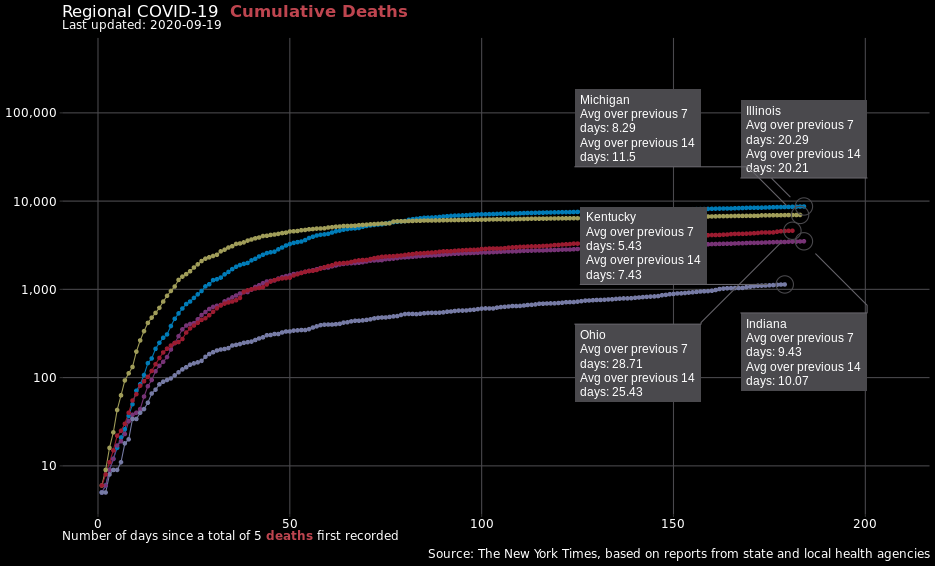 Regional COVID-19 Cumulative Deaths
Last updated: 2020-09-19
100,000
10,000
1,000
100
10
Michigan
Avg over previous 7
days: 8.29
Avg over previous 14
days: 11.5
Illinois
Avg over previous 7
days: 20.29
Avg over previous 14
days: 20.21
Kentucky
Avg over previous 7
days: 5.43
Avg over previous 14
days: 7.43
Ohio
Avg over previous 7
days: 28.71
Avg over previous 14
days: 25.43
Indiana
Avg over previous 7
days: 9.43
Avg over previous 14
days: 10.07
0 50 100 150 200
Number of days since a total of 5 deaths first recorded
Source: The New York Times, based on reports from state and local health agencies